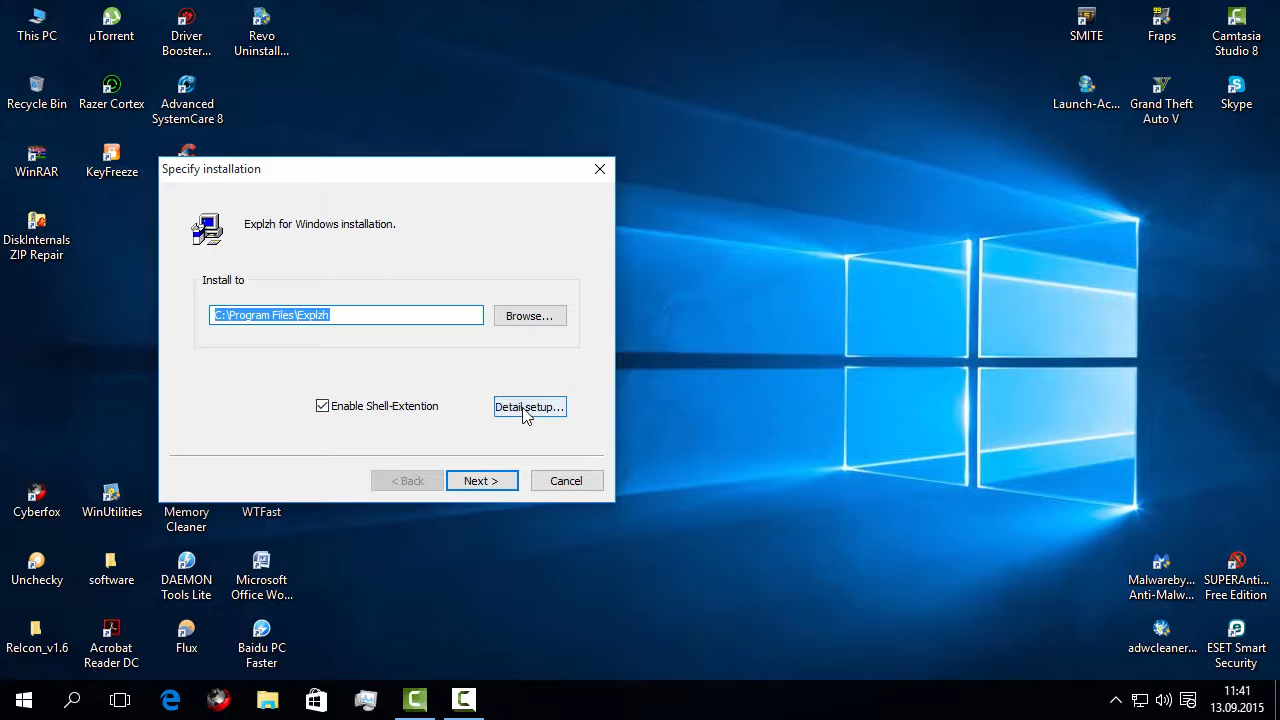 This PC
µTorrent
Driver
Booster...
Revo
Uninstall...
SMITE
99
Fraps
Camtasia
Studio 8
Recycle Bin
Razer Cortex
Advanced
SystemCare 8
Launch-Ac...
Grand Theft
Auto V
Skype
WinRAR
KeyFreeze
DiskInternals
ZIP Repair
Specify installation
Explzh for Windows installation.
Install to
C:\Program Files\Explzh
Browse...
Enable Shell-Extention
Detail setup...
< Back
Next >
Cancel
Cyberfox
WinUtilities
Memory
Cleaner
WTFast
Unchecky
software
DAEMON
Tools Lite
Microsoft
Office Wo...
Malwareby...
Anti-Malw...
SUPERAnti...
Free Edition
Relcon_v1.6
Acrobat
Reader DC
Flux
Baidu PC
Faster
adwcleaner...
ESET Smart
Security
11:41
13.09.2015